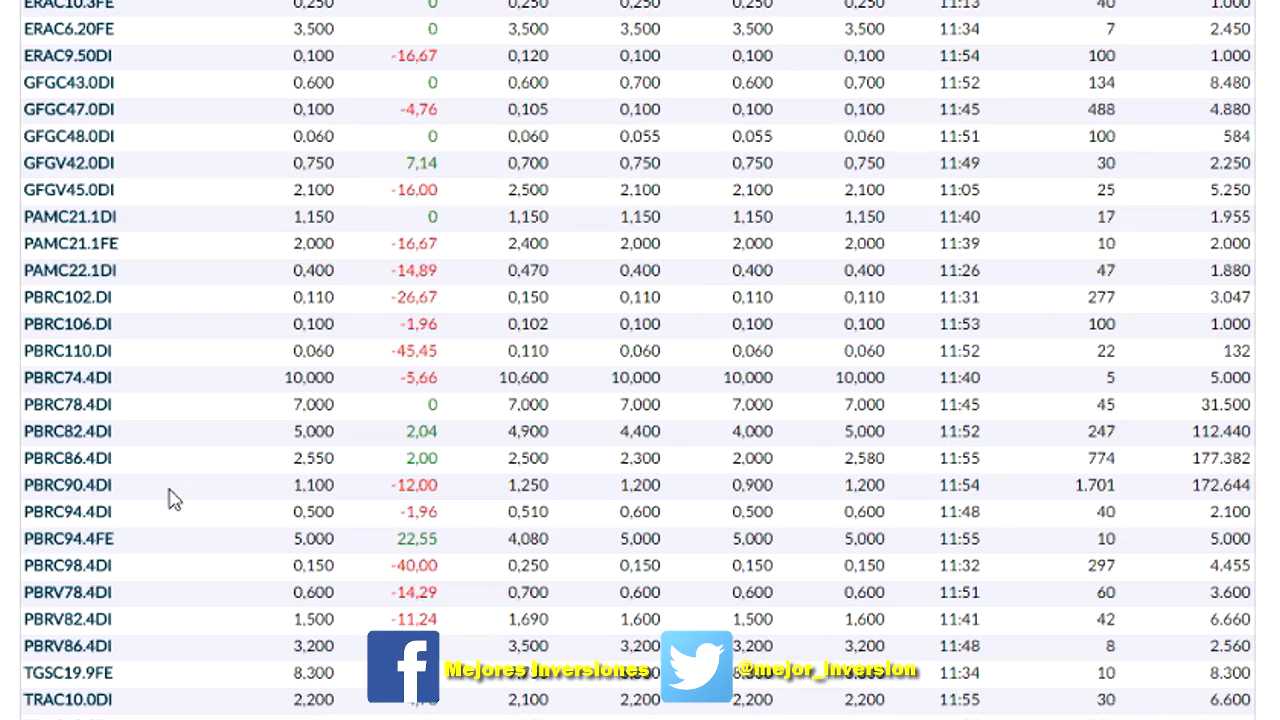 ERAC10.3FE 0,250 0 0,250 0,250 0,250 0,250 11:13 40 1.000
ERAC6.20FE 3,500 0 3,500 3,500 3,500 3,500 11:34 7 2.450
ERAC9.50DI 0,100 -16,67 0,120 0,100 0,100 0,100 11:54 100 1.000
GFGC43.0DI 0,600 0 0,600 0,700 0,600 0,700 11:52 134 8.480
GFGC47.0DI 0,100 -4,76 0,105 0,100 0,100 0,100 11:45 488 4.880
GFGC48.0DI 0,060 0 0,060 0,055 0,055 0,060 11:51 100 584
GFGV42.0DI 0,750 7,14 0,700 0,750 0,750 0,750 11:49 30 2.250
GFGV45.0DI 2,100 -16,00 2,500 2,100 2,100 2,100 11:05 25 5.250
PAMC21.1DI 1,150 0 1,150 1,150 1,150 1,150 11:40 17 1.955
PAMC21.1FE 2,000 -16,67 2,400 2,000 2,000 2,000 11:39 10 2.000
PAMC22.1DI 0,400 -14,89 0,470 0,400 0,400 0,400 11:26 47 1.880
PBRC102.DI 0,110 -26,67 0,150 0,110 0,110 0,110 11:31 277 3.047
PBRC106.DI 0,100 -1,96 0,102 0,100 0,100 0,100 11:53 100 1.000
PBRC110.DI 0,060 -45,45 0,110 0,060 0,060 0,060 11:52 22 132
PBRC74.4DI 10,000 -5,66 10,600 10,000 10,000 10,000 11:40 5 5.000
PBRC78.4DI 7,000 0 7,000 7,000 7,000 7,000 11:45 45 31.500
PBRC82.4DI 5,000 2,04 4,900 4,400 4,000 5,000 11:52 247 112.440
PBRC86.4DI 2,550 2,00 2,500 2,300 2,000 2,580 11:55 774 177.382
PBRC90.4DI 1,100 -12,00 1,250 1,200 0,900 1,200 11:54 1.701 172.644
PBRC94.4DI 0,500 -1,96 0,510 0,600 0,500 0,600 11:48 40 2.100
PBRC94.4FE 5,000 22,55 4,080 5,000 5,000 5,000 11:55 10 5.000
PBRC98.4DI 0,150 -40,00 0,250 0,150 0,150 0,150 11:32 297 4.455
PBRV78.4DI 0,600 -14,29 0,700 0,600 0,600 0,600 11:51 60 3.600
PBRV82.4DI 1,500 -11,24 1,690 1,600 1,500 1,600 11:41 42 6.660
PBRV86.4DI 3,200 3,500 3,200 3,200 3,200 11:48 8 2.560
TGSC19.9FE 8,300 11:34 10 8.300
Mejores Inversiones @mejor_inversion
TRAC10.0DI 2,200 2,100 2,200 2,200 2,200 11:55 30 6.600